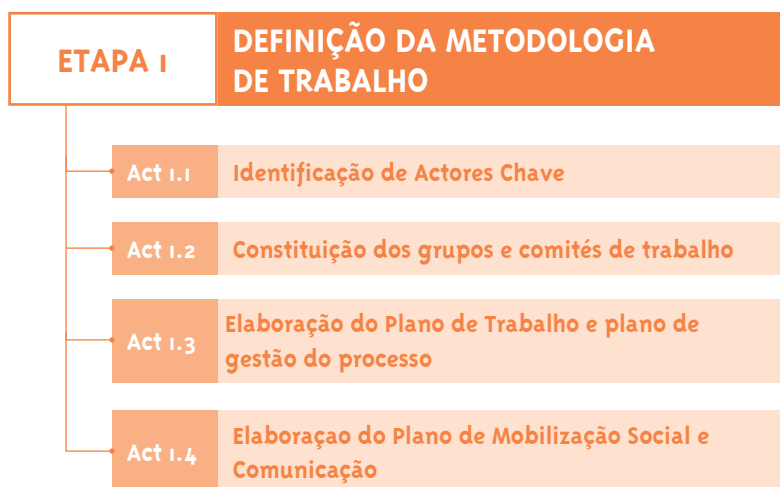 ETAPA 1
DEFINIÇÃO DA METODOLOGIA
DE TRABALHO
Act 1.1
Identificação de Actores Chave
Act 1.2
Constituição dos grupos e comités de trabalho
Act 1.3
Elaboração do Plano de Trabalho e plano de
gestão do processo
Act 1.4
Elaboraçao do Plano de Mobilização Social e
Comunicação